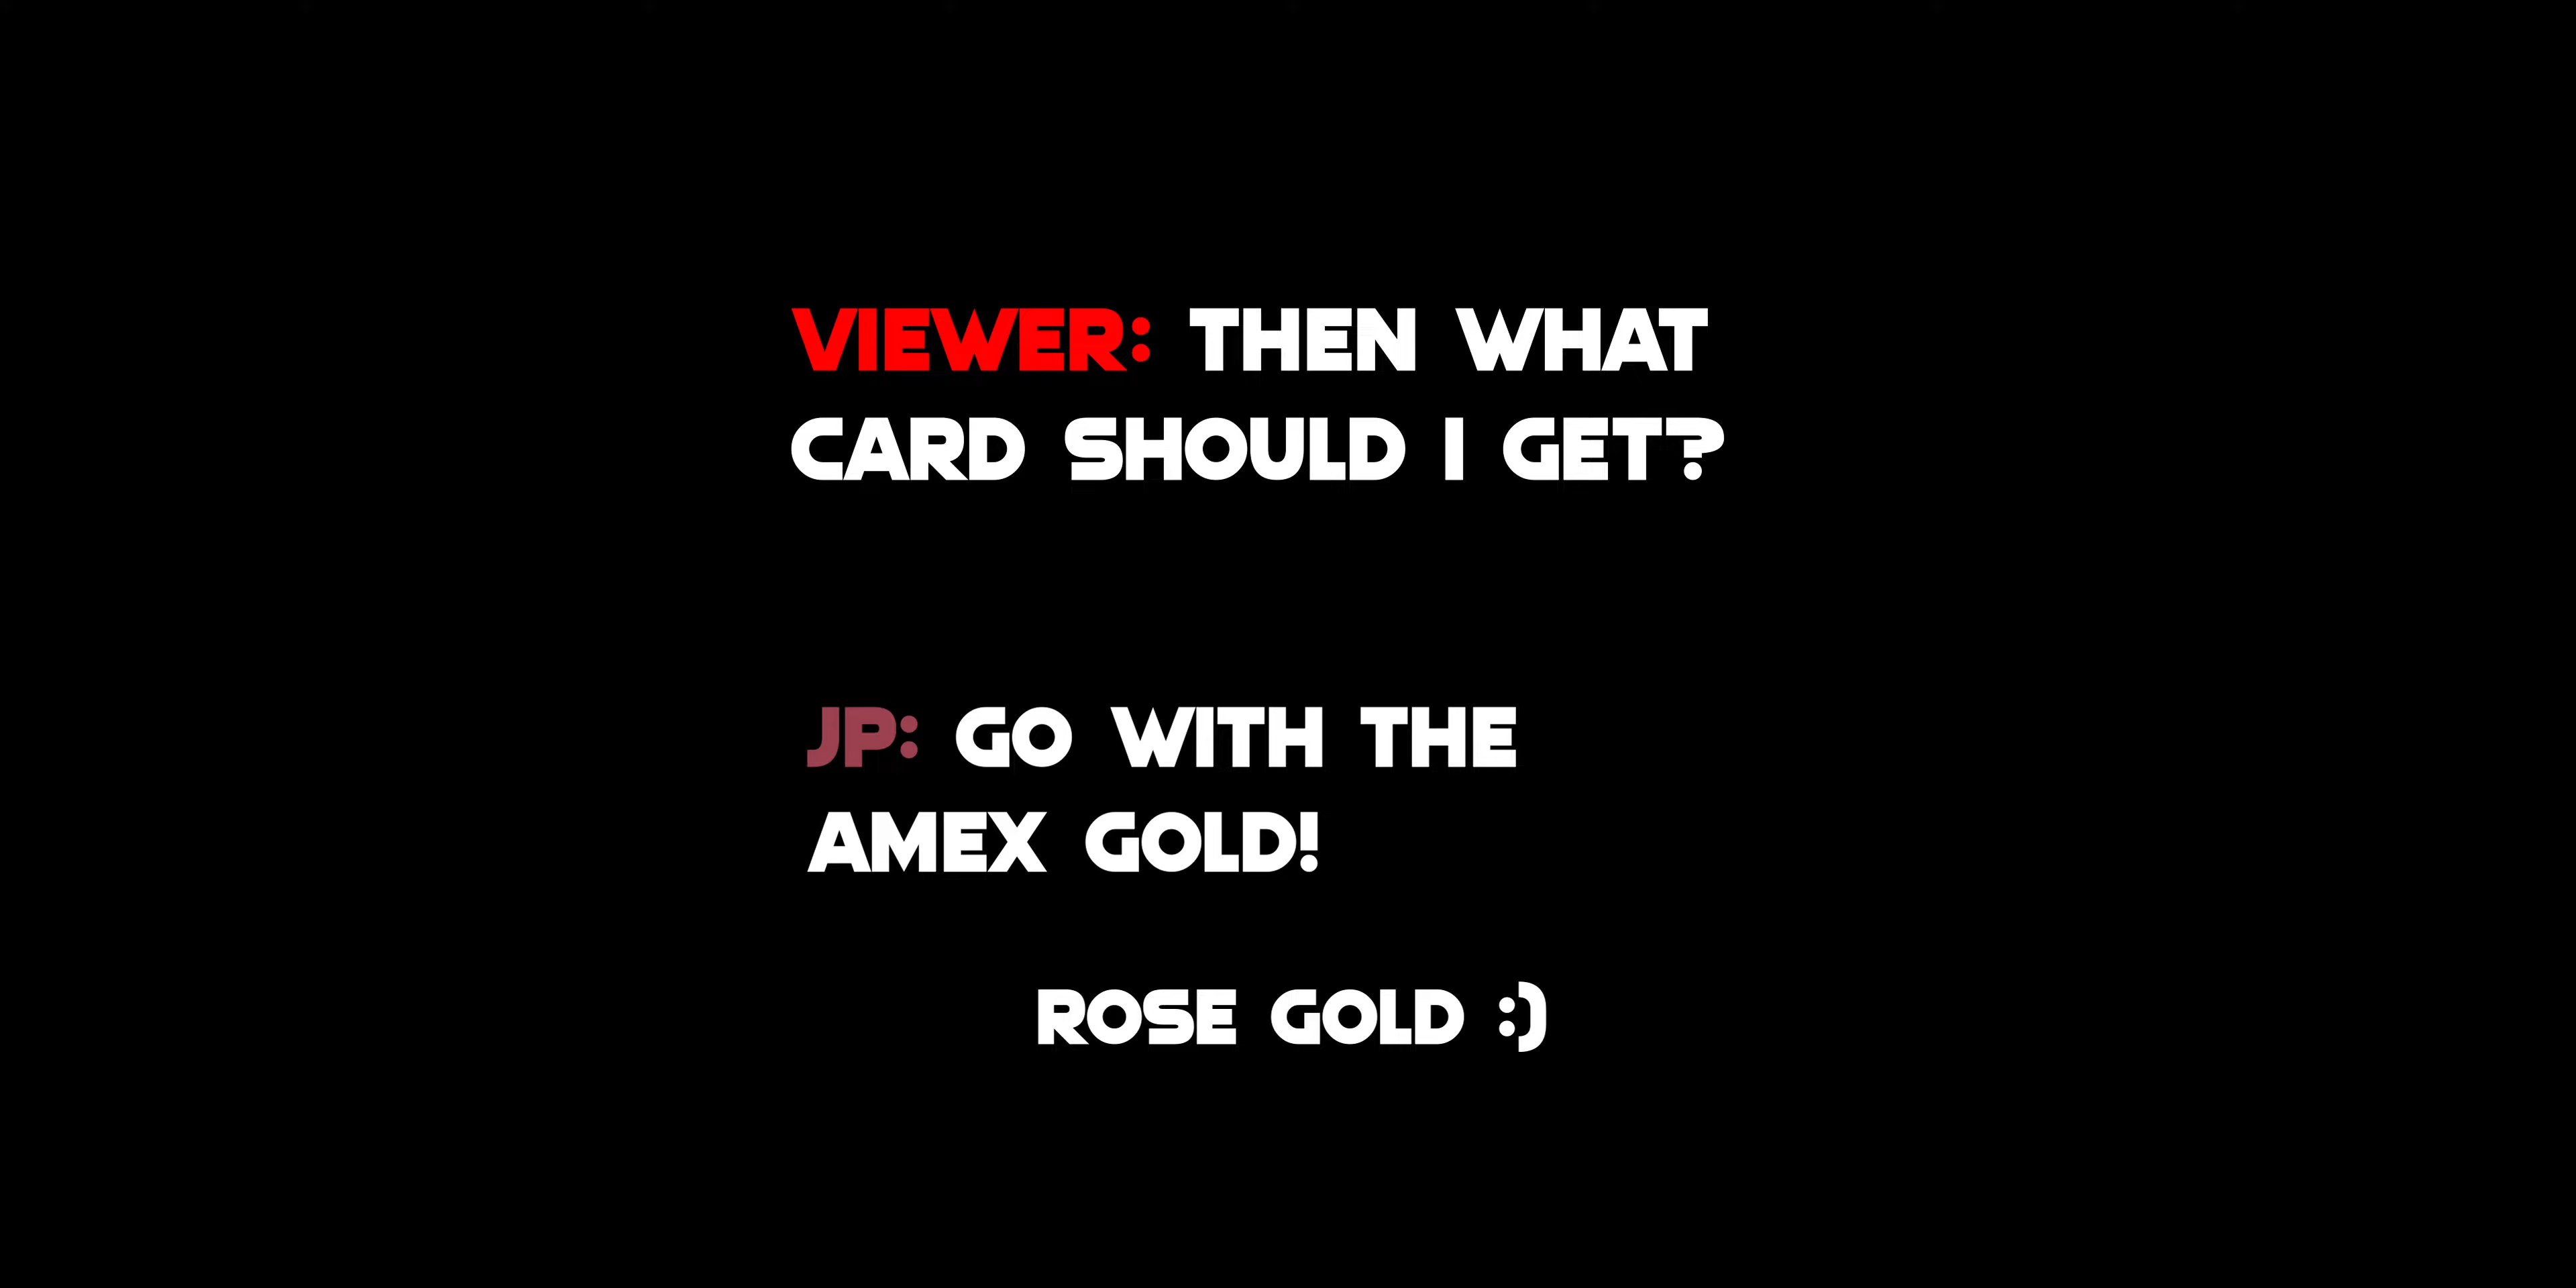 VIEWER: THEN WHAT
CARD SHOULD I GET?
JP: GO WITH THE
AMEX GOLD!
ROSE GOLD :)